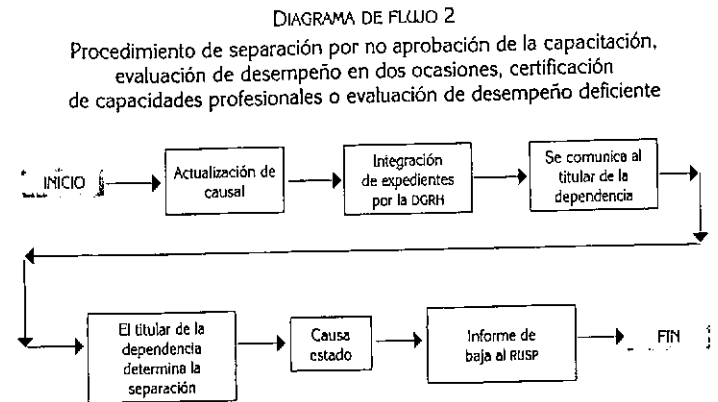 DIAGRAMA DE FLUJO 2
Procedimiento de separación por no aprobación de la capacitación,
evaluación de desempeño en dos ocasiones, certificación
de capacidades profesionales o evaluación de desempeño deficiente
INICIO
Actualización de
causal
Integración
de expedientes
por la DGRH
Se comunica al
titular de la
dependencia
El titular de la
dependencia
determina la
separación
Causa
estado
Informe de
baja al RUSP
FIN